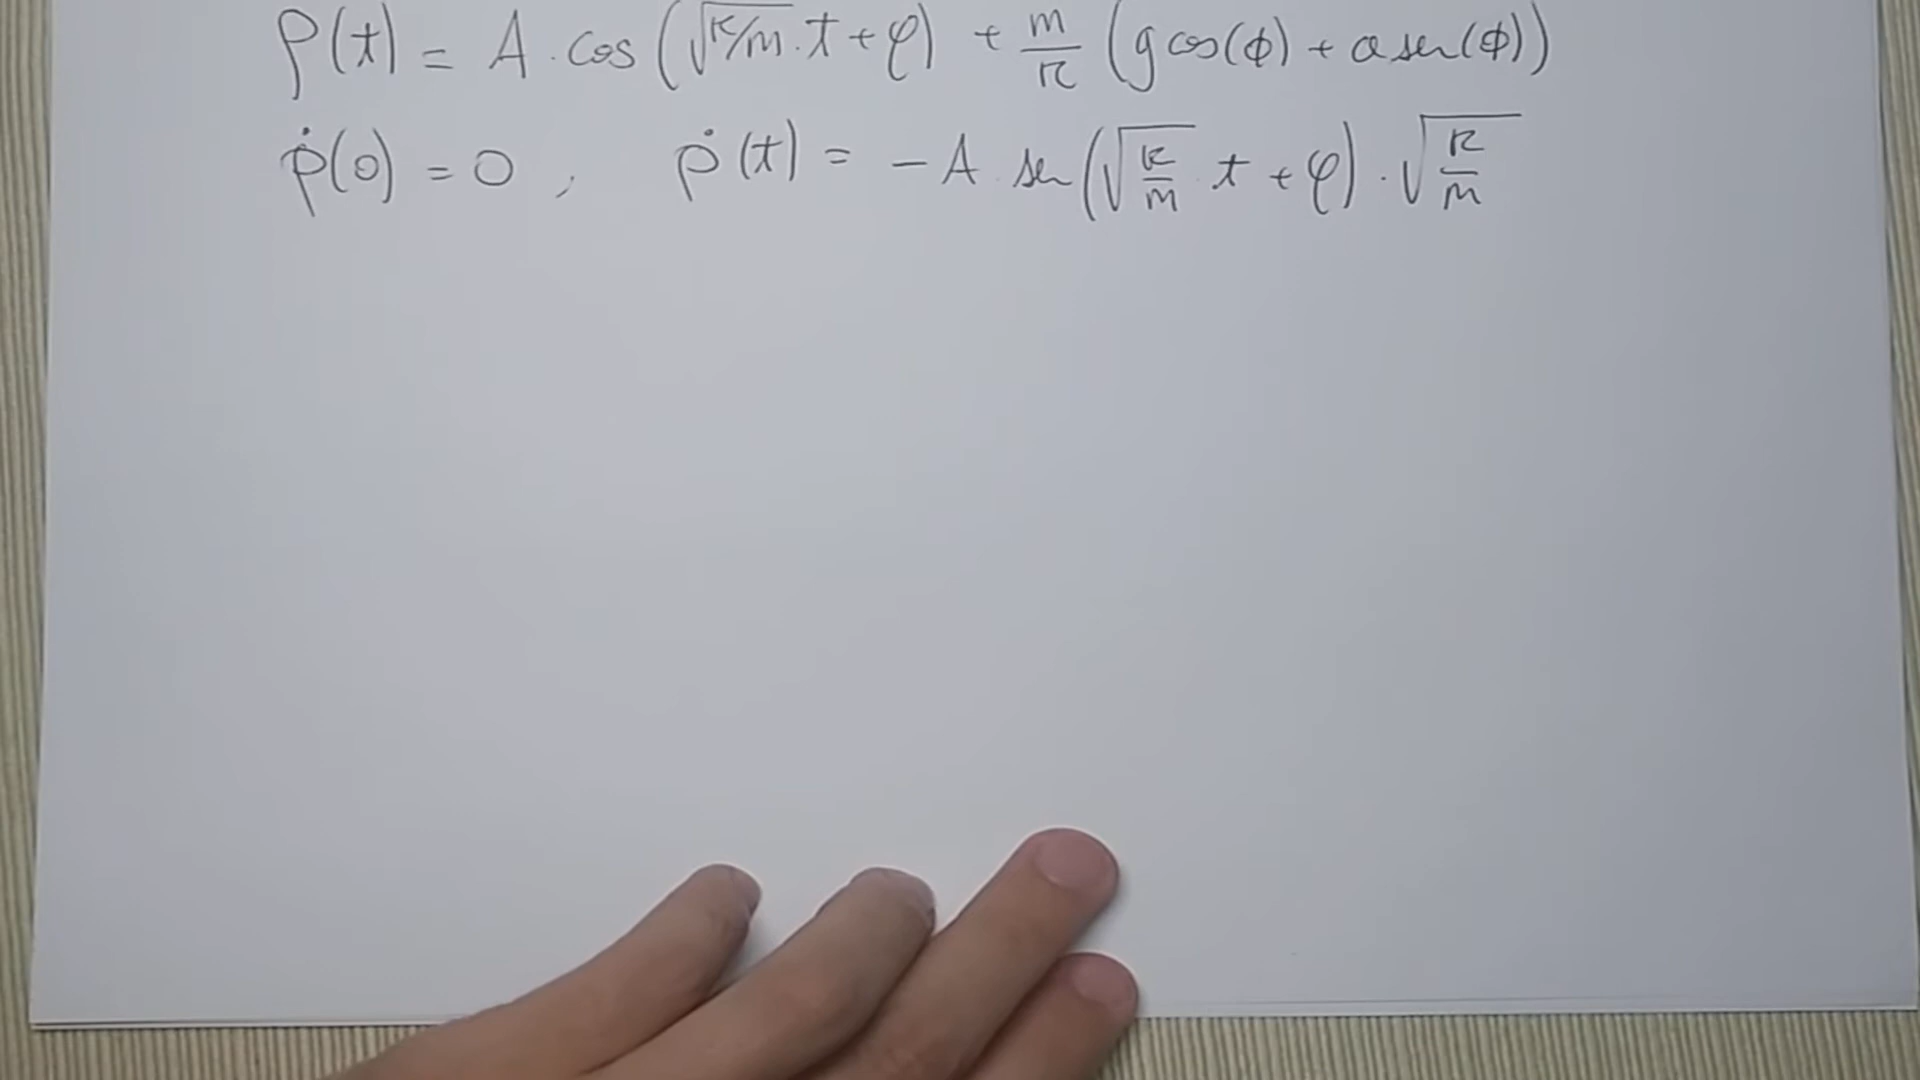 ρ(t) = A · cos(√k/m · t + φ) + m/k (g cos(ϕ) + a sen(ϕ))
ρ̇(0) = 0 , ρ̇(t) = − A sen(√k/m t + φ) · √k/m